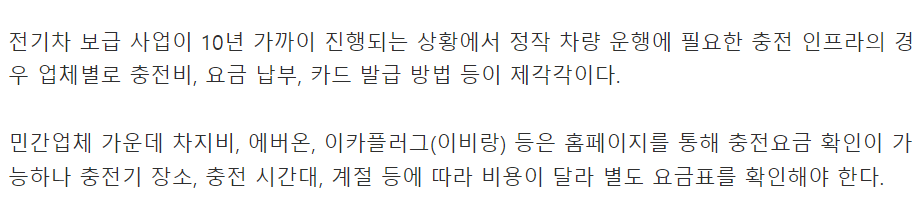 전기차 보급 사업이 10년 가까이 진행되는 상황에서 정작 차량 운행에 필요한 충전 인프라의 경
우 업체별로 충전비, 요금 납부, 카드 발급 방법 등이 제각각이다.
민간업체 가운데 차지비, 에버온, 이카플러그(이비랑) 등은 홈페이지를 통해 충전요금 확인이 가
능하나 충전기 장소, 충전 시간대, 계절 등에 따라 비용이 달라 별도 요금표를 확인해야 한다.